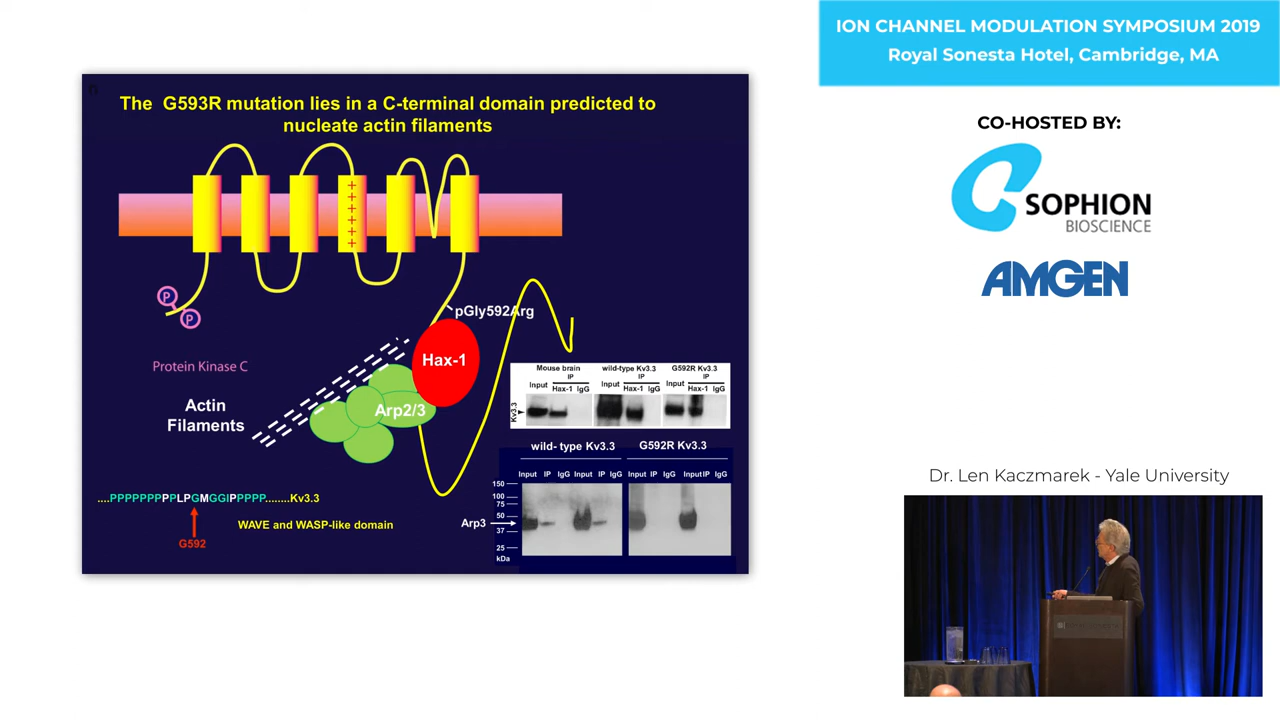 ION CHANNEL MODULATION SYMPOSIUM 2019
Royal Sonesta Hotel, Cambridge, MA
CO-HOSTED BY:
SOPHION
BIOSCIENCE
AMGEN
Dr. Len Kaczmarek - Yale University
The G593R mutation lies in a C-terminal domain predicted to
nucleate actin filaments
+
+
+
+
+
+
P
P
pGly592Arg
Protein Kinase C
Hax-1
Arp2/3
Actin
Filaments
Mouse brain wild-type Kv3.3 G592R Kv3.3
IP IP IP
Input Hax-1 IgG Input Hax-1 IgG Input Hax-1 IgG
Kv3.3
wild- type Kv3.3 G592R Kv3.3
Input IP IgG Input IP IgG Input IP IgG Input IP IgG
150
100
75
50
37
25
kDa
Arp3
....PPPPPPPPPPLPGMGGIPPPPP........Kv3.3
WAVE and WASP-like domain
G592